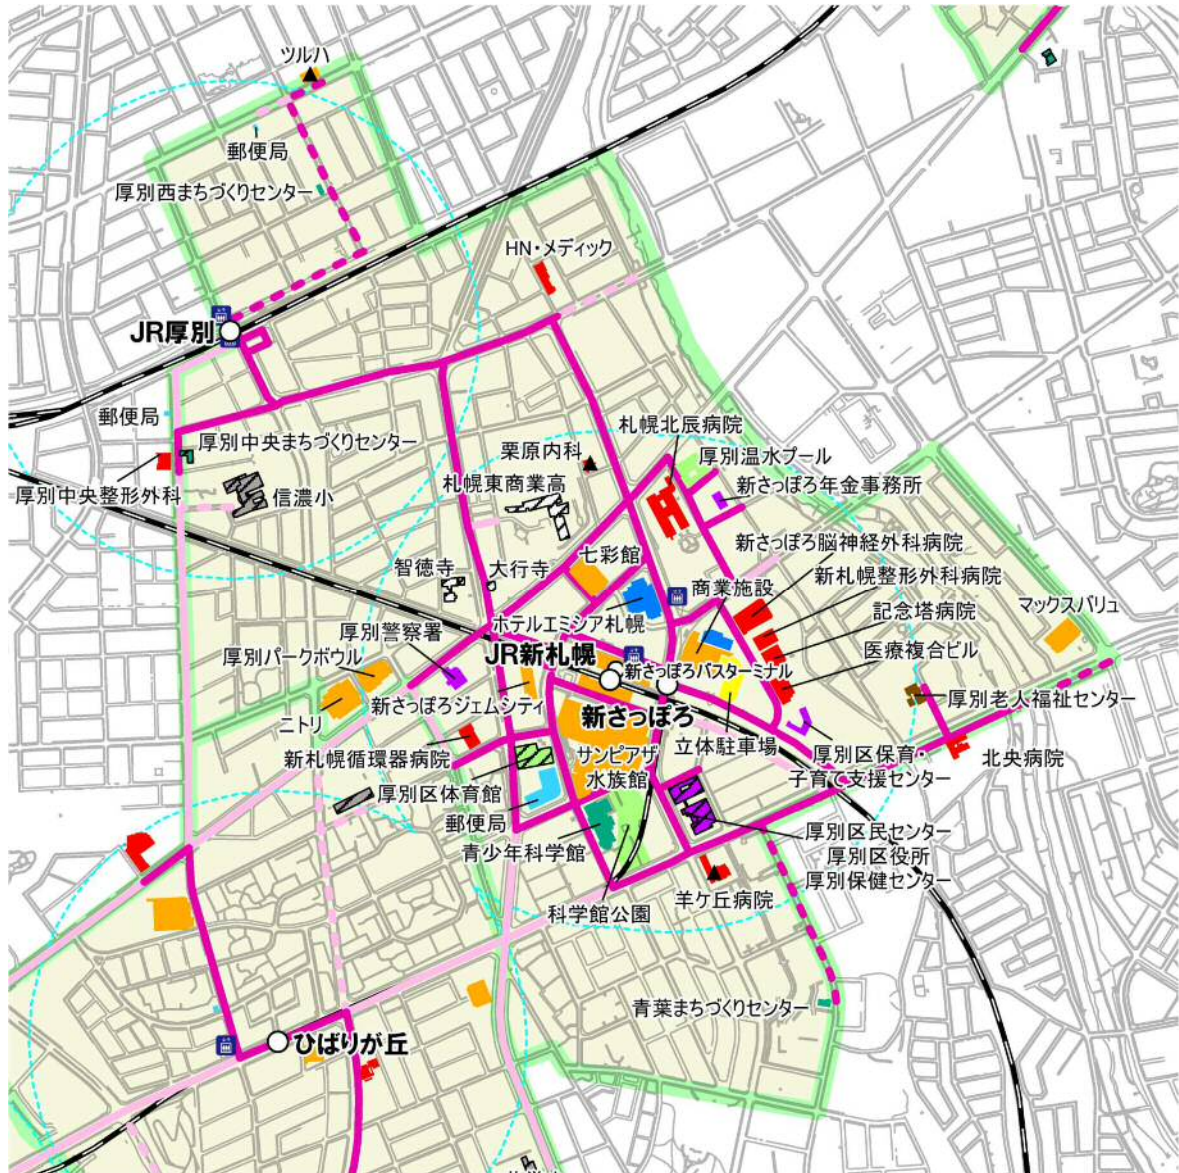 ツルハ
郵便局
厚別西まちづくりセンター
HN・メディック
JR厚別
郵便局
厚別中央まちづくりセンター
厚別中央整形外科
信濃小
栗原内科
札幌東商業高
札幌北辰病院
厚別温水プール
新さっぽろ年金事務所
新さっぽろ脳神経外科病院
新札幌整形外科病院
記念塔病院
医療複合ビル
マックスバリュ
七彩館
商業施設
智徳寺
大行寺
ホテルエミシア札幌
厚別警察署
JR新札幌
新さっぽろバスターミナル
厚別パークボウル
新さっぽろジェムシティ
新さっぽろ
厚別老人福祉センター
ニトリ
新札幌循環器病院
サンピアザ
水族館
立体駐車場
厚別区保育・
子育て支援センター
北央病院
厚別区体育館
郵便局
青少年科学館
厚別区民センター
厚別区役所
厚別保健センター
科学館公園
羊ケ丘病院
青葉まちづくりセンター
ひばりが丘